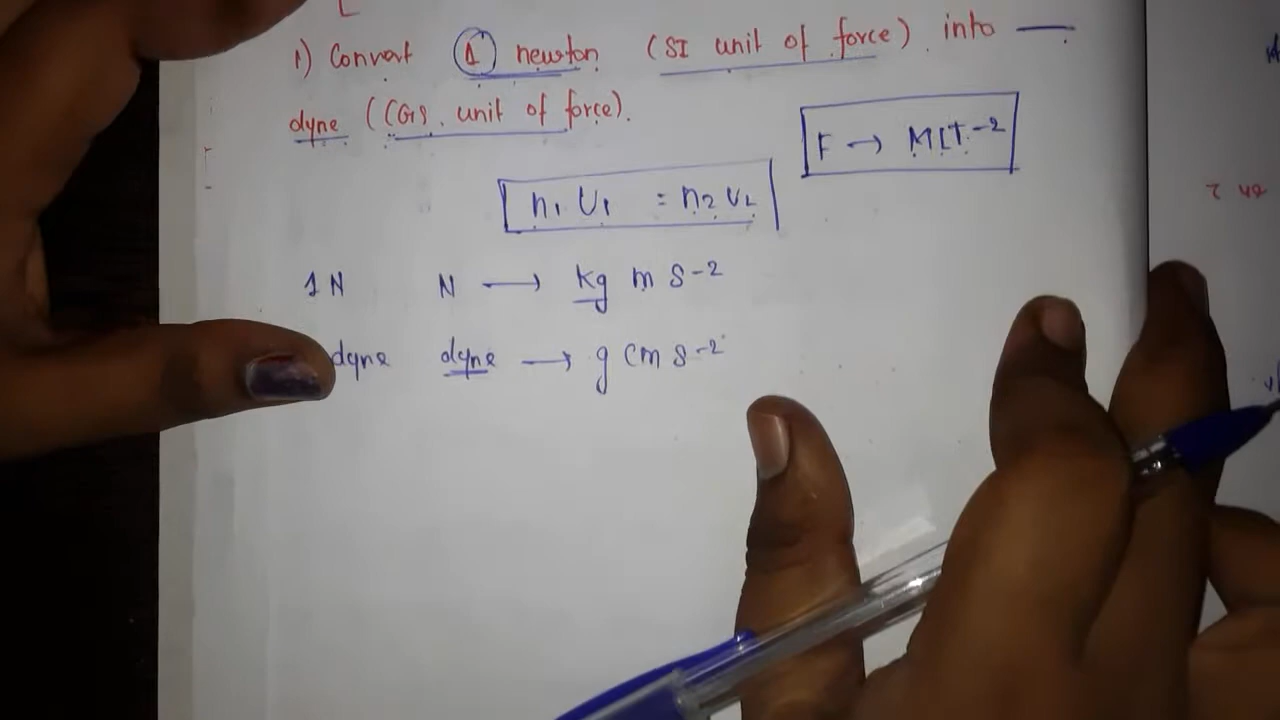 1) Convert 1 newton (SI unit of force) into —
dyne (CGS. unit of force).
F → MLT-2
n1 U1 = n2 U2
1 N N → kg m s-2
dyne dyne → g cm s-2